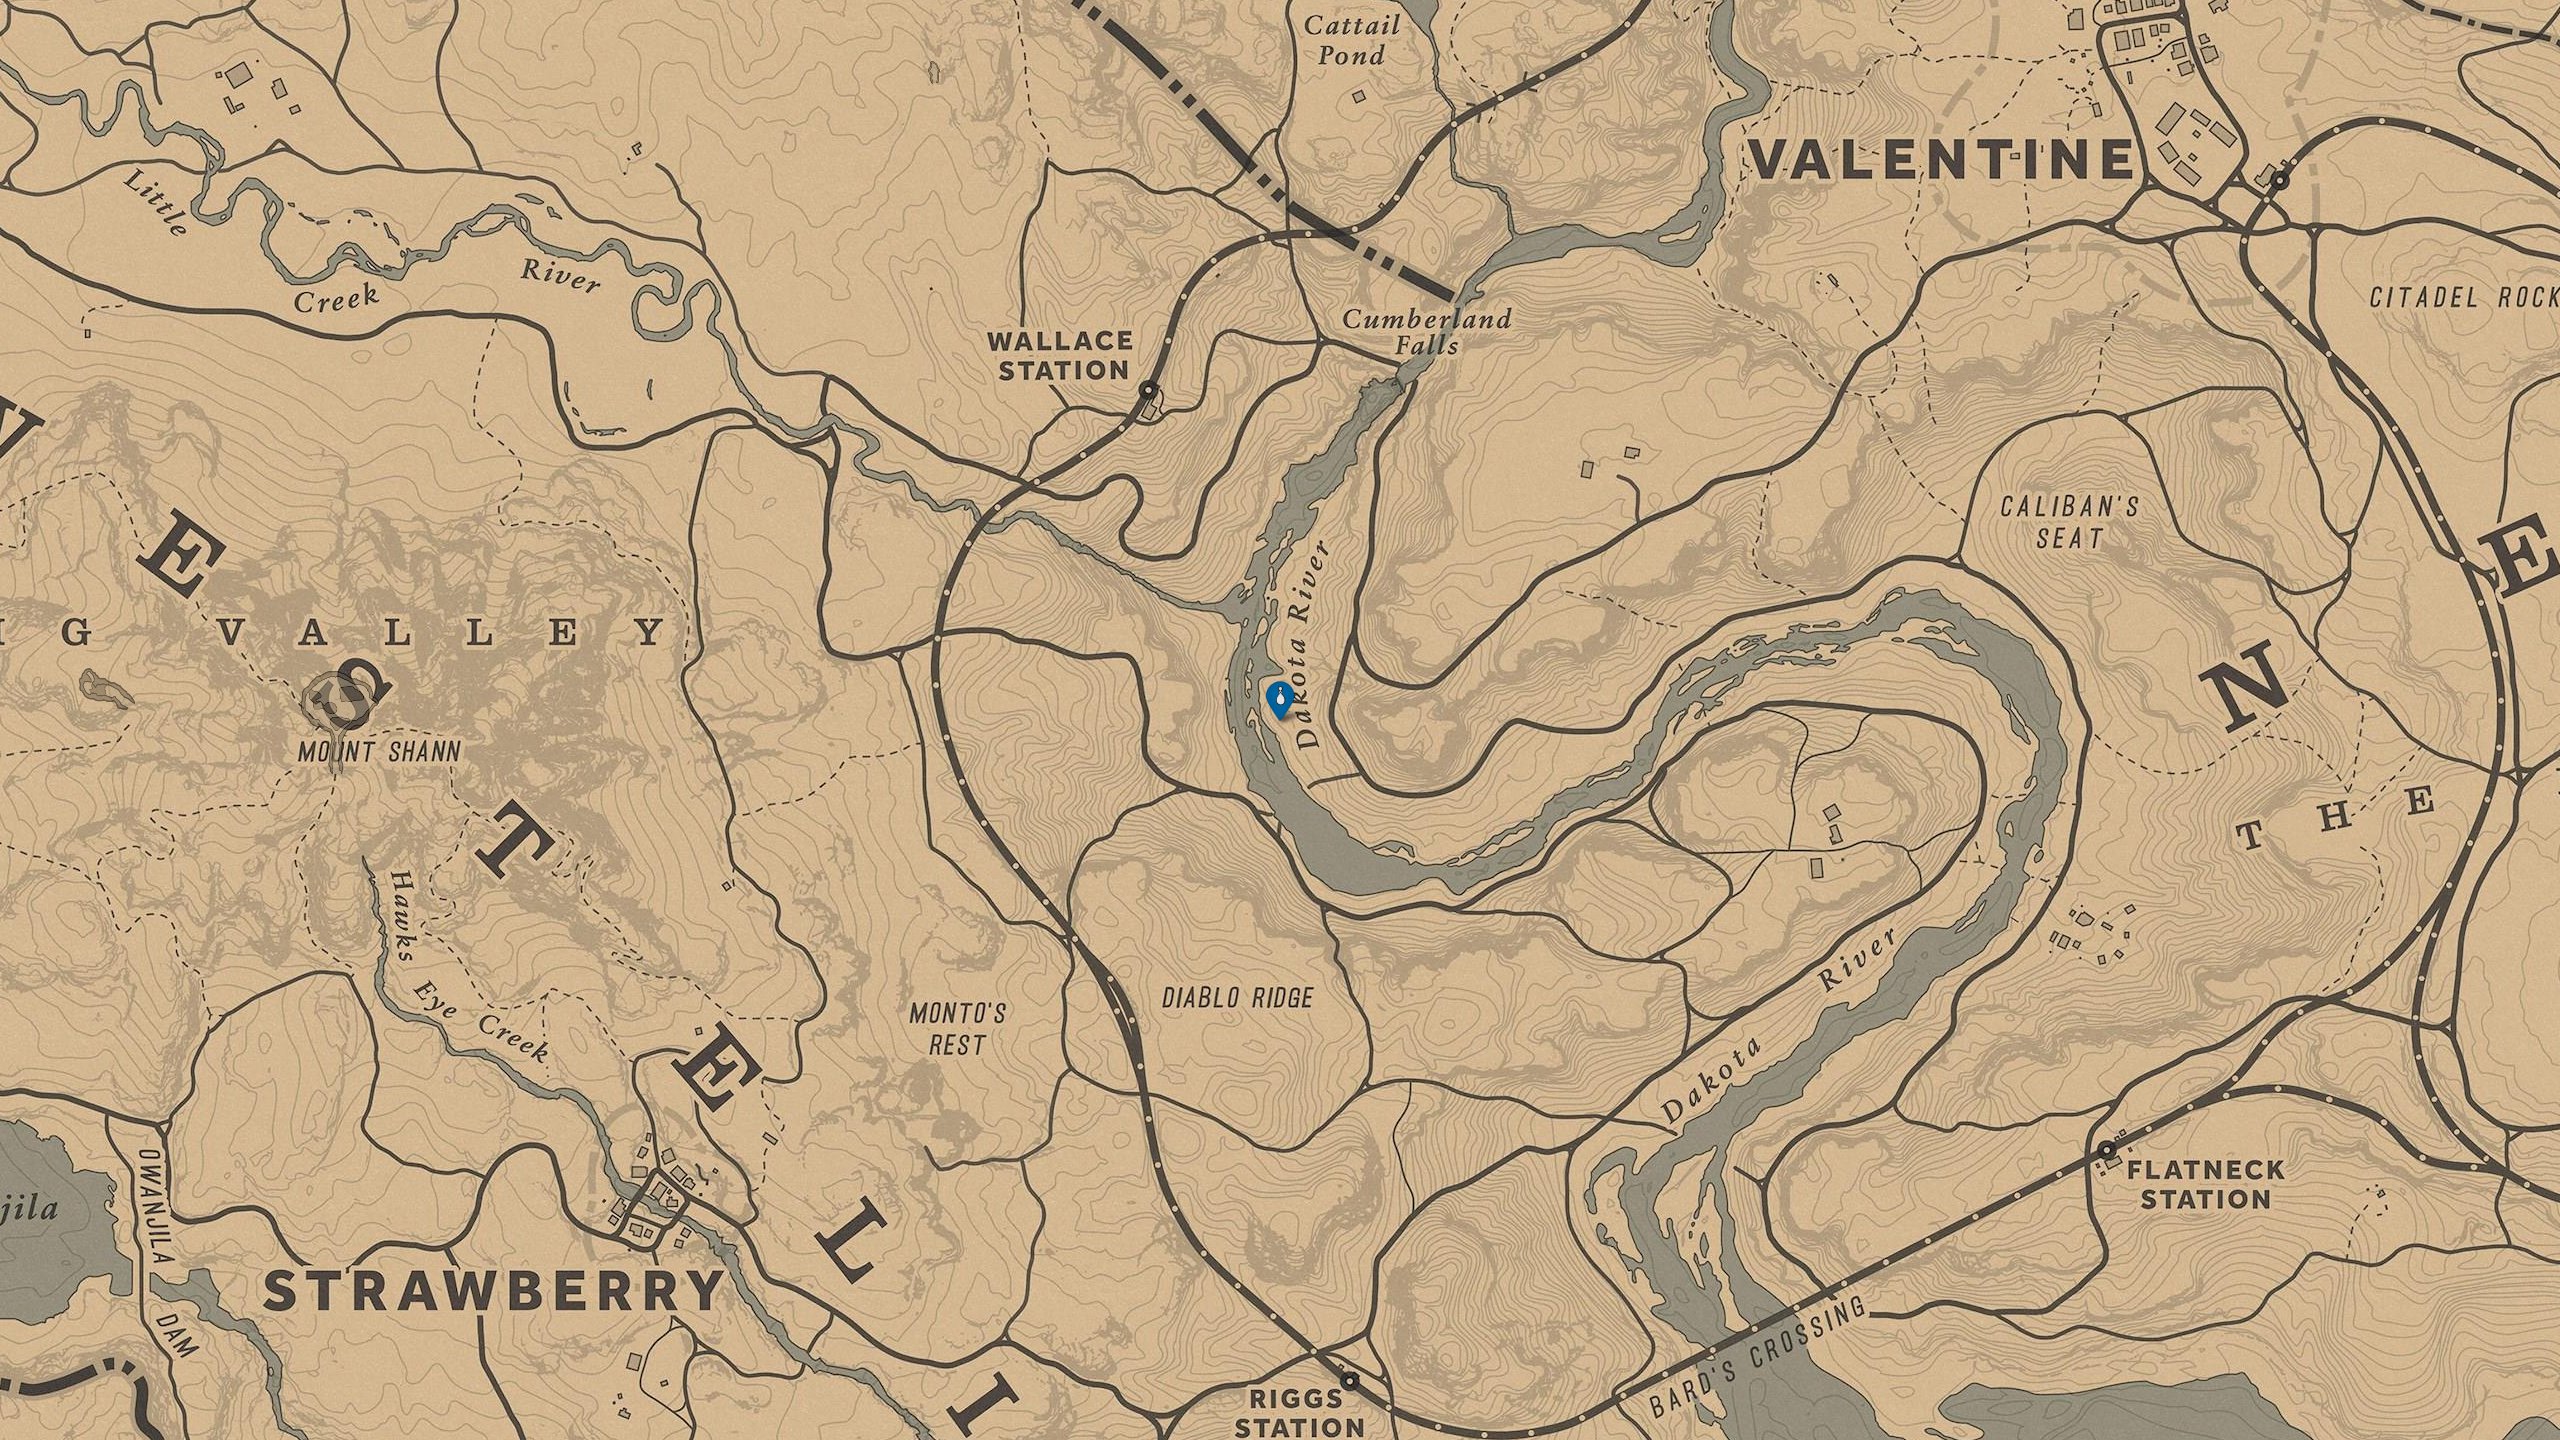 Cattail
Pond
VALENTINE
Little
Creek
River
CITADEL ROCK
Cumberland
Falls
WALLACE
STATION
CALIBAN'S
SEAT
Dakota River
VALLEY
MOUNT SHANN
THE
Hawks
Eye Creek
MONTO'S
REST
DIABLO RIDGE
Dakota
River
OWANJILA
DAM
jila
STRAWBERRY
FLATNECK
STATION
BARD'S CROSSING
RIGGS
STATION
W E S T E L I
N E
IG